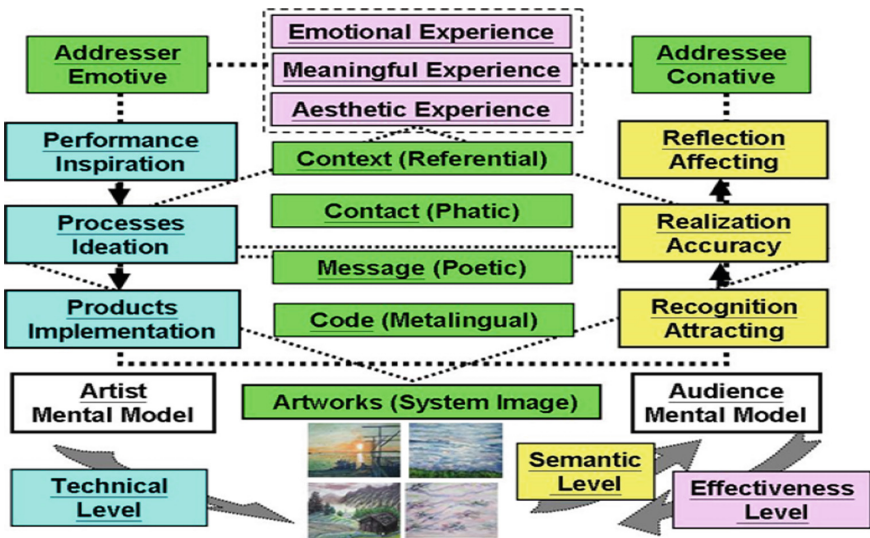 Emotional Experience
Addresser
Emotive
Meaningful Experience
Addressee
Conative
Aesthetic Experience
Performance
Inspiration
Context (Referential)
Reflection
Affecting
Processes
Ideation
Contact (Phatic)
Realization
Accuracy
Message (Poetic)
Products
Implementation
Code (Metalingual)
Recognition
Attracting
Artist
Mental Model
Artworks (System Image)
Audience
Mental Model
Technical
Level
Semantic
Level
Effectiveness
Level